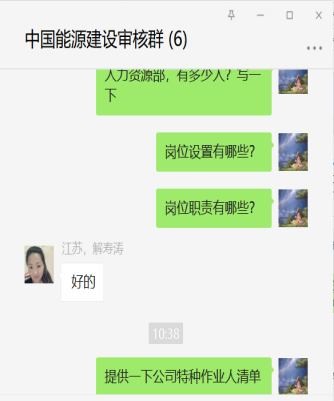 中国能源建设审核群 (6)
人力资源部，有多少人？写一
下
岗位设置有哪些？
岗位职责有哪些？
江苏，解寿涛
好的
10:38
提供一下公司特种作业人清单